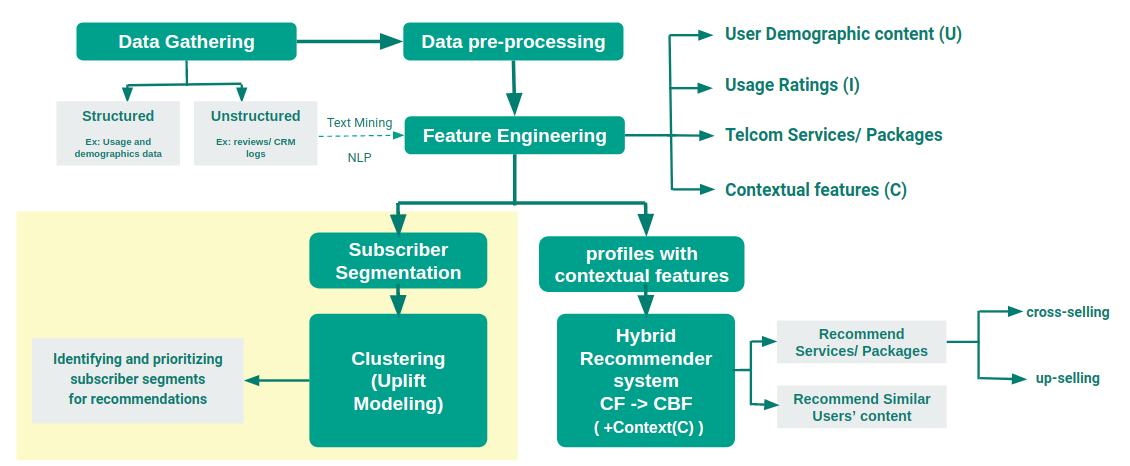 Data Gathering
Data pre-processing
User Demographic content (U)
Usage Ratings (I)
Telcom Services/ Packages
Contextual features (C)
Structured
Ex: Usage and
demographics data
Unstructured
Ex: reviews/ CRM
logs
Text Mining
NLP
Feature Engineering
Subscriber
Segmentation
profiles with
contextual features
Identifying and prioritizing
subscriber segments
for recommendations
Clustering
(Uplift
Modeling)
Hybrid
Recommender
system
CF -> CBF
( +Context(C) )
Recommend
Services/ Packages
Recommend Similar
Users’ content
cross-selling
up-selling